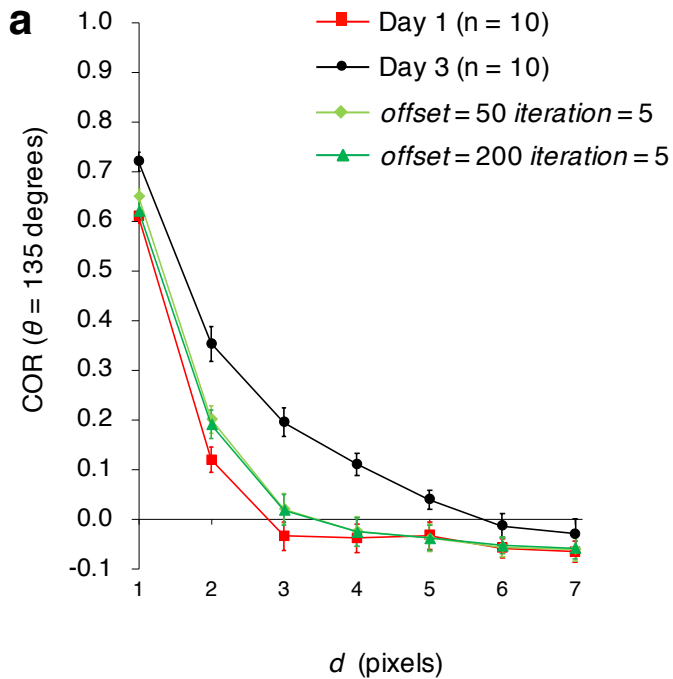 a
Day 1 (n = 10)
Day 3 (n = 10)
offset = 50 iteration = 5
offset = 200 iteration = 5
COR (θ = 135 degrees)
1.0
0.9
0.8
0.7
0.6
0.5
0.4
0.3
0.2
0.1
0.0
-0.1
1 2 3 4 5 6 7
d (pixels)